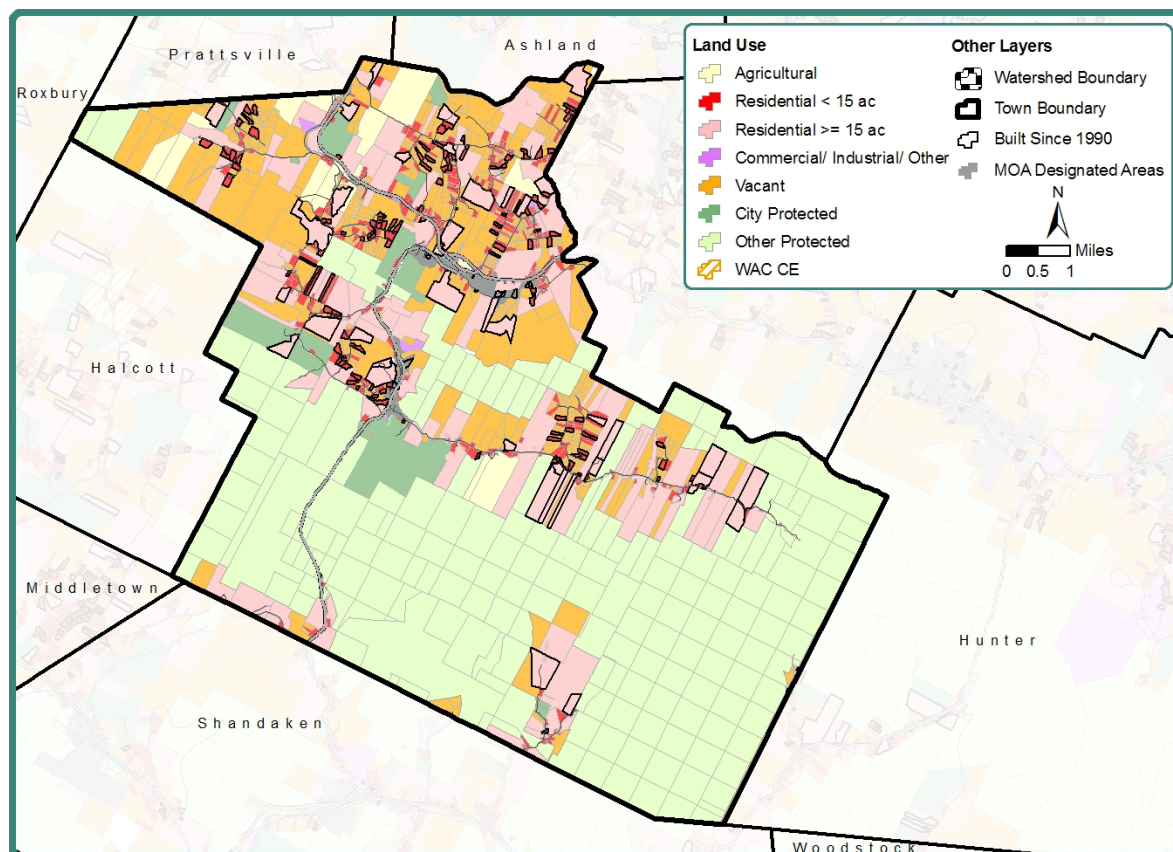 Prattsville
Ashland
Roxbury
Land Use
Agricultural
Residential < 15 ac
Residential >= 15 ac
Commercial/ Industrial/ Other
Vacant
City Protected
Other Protected
WAC CE
Other Layers
Watershed Boundary
Town Boundary
Built Since 1990
MOA Designated Areas
N
Miles
0 0.5 1
Halcott
Middletown
Hunter
Shandaken
Woodstock